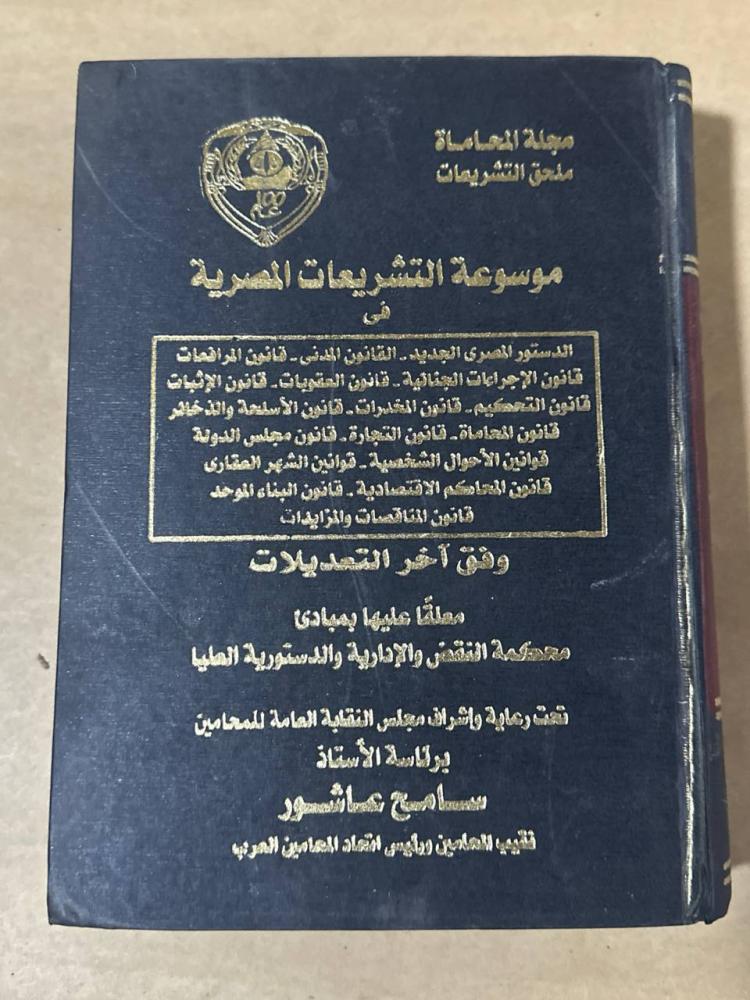 مجلة المحاماة
ملحق التشريعات
100 عام
موسوعة التشريعات المصرية
فى
الدستور المصرى الجديد - القانون المدنى - قانون المرافعات
قانون الإجراءات الجنائية - قانون العقوبات - قانون الإثبات
قانون التحكيم - قانون المخدرات - قانون الأسلحة والذخائر
قانون المحاماة - قانون التجارة - قانون مجلس الدولة
قوانين الأحوال الشخصية - قوانين الشهر العقارى
قانون المحاكم الاقتصادية - قانون البناء الموحد
قانون المناقصات والمزايدات
وفق آخر التعديلات
معلقًا عليها بمبادئ
محكمة النقض والإدارية والدستورية العليا
تحت رعاية وإشراف مجلس النقابة العامة للمحامين
برئاسة الأستاذ
سامح عاشور
نقيب المحامين ورئيس اتحاد المحامين العرب